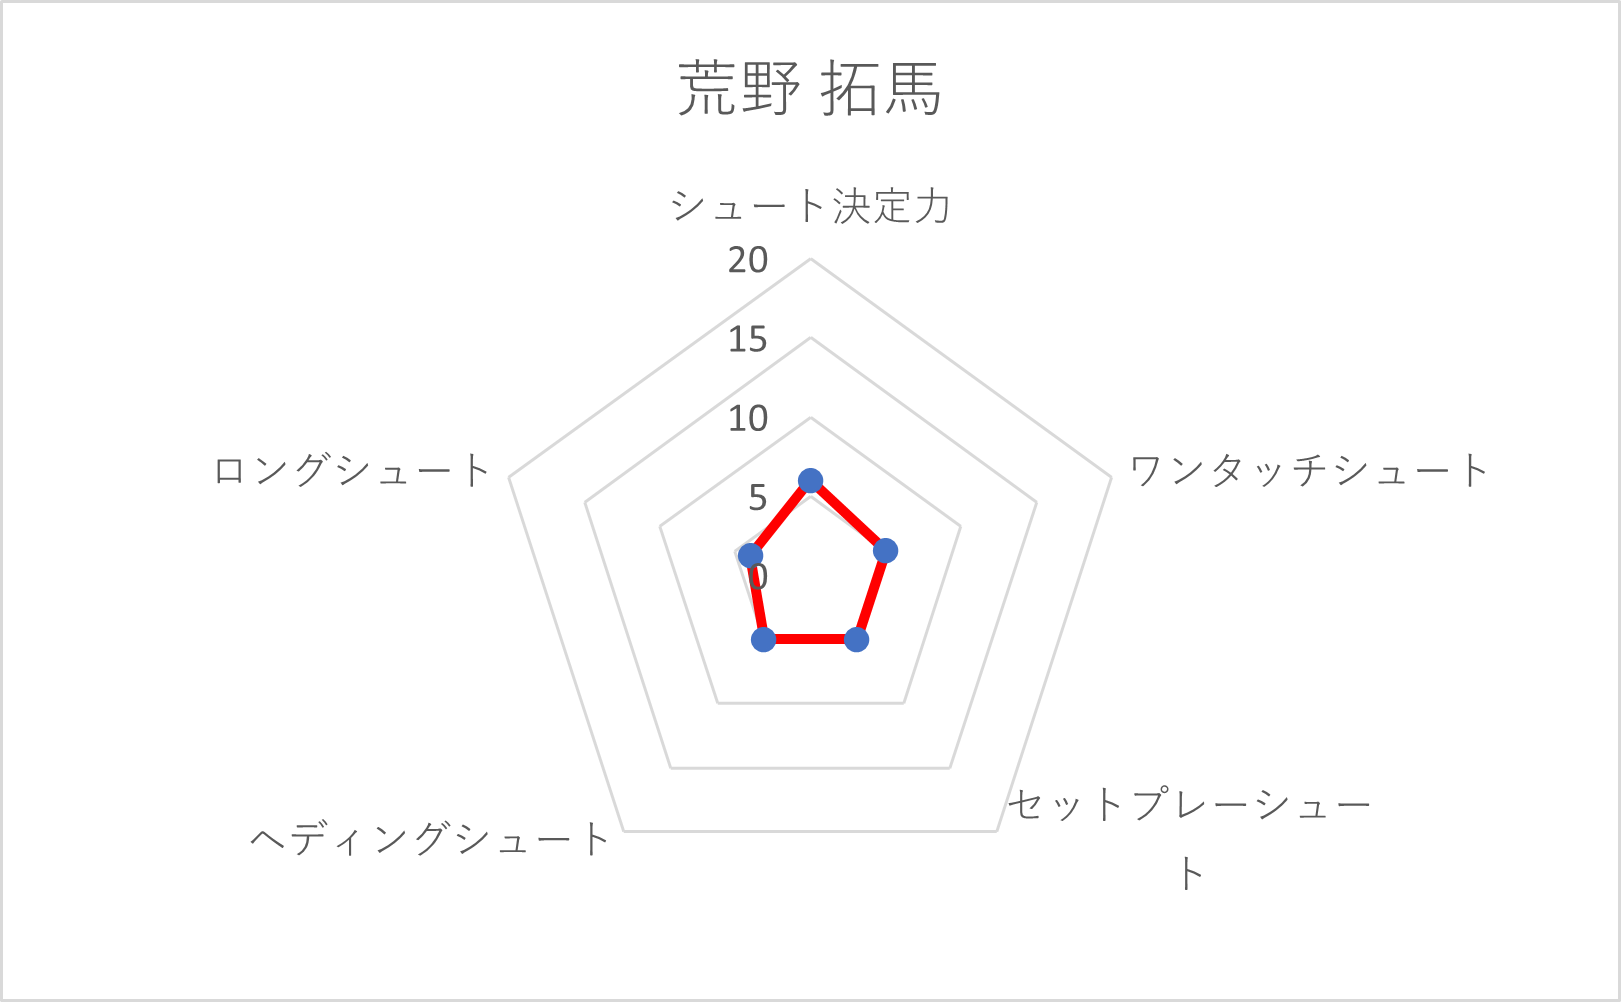 荒野 拓馬
シュート決定力
20
15
10
5
0
ロングシュート
ワンタッチシュート
セットプレーシュー
ト
ヘディングシュート